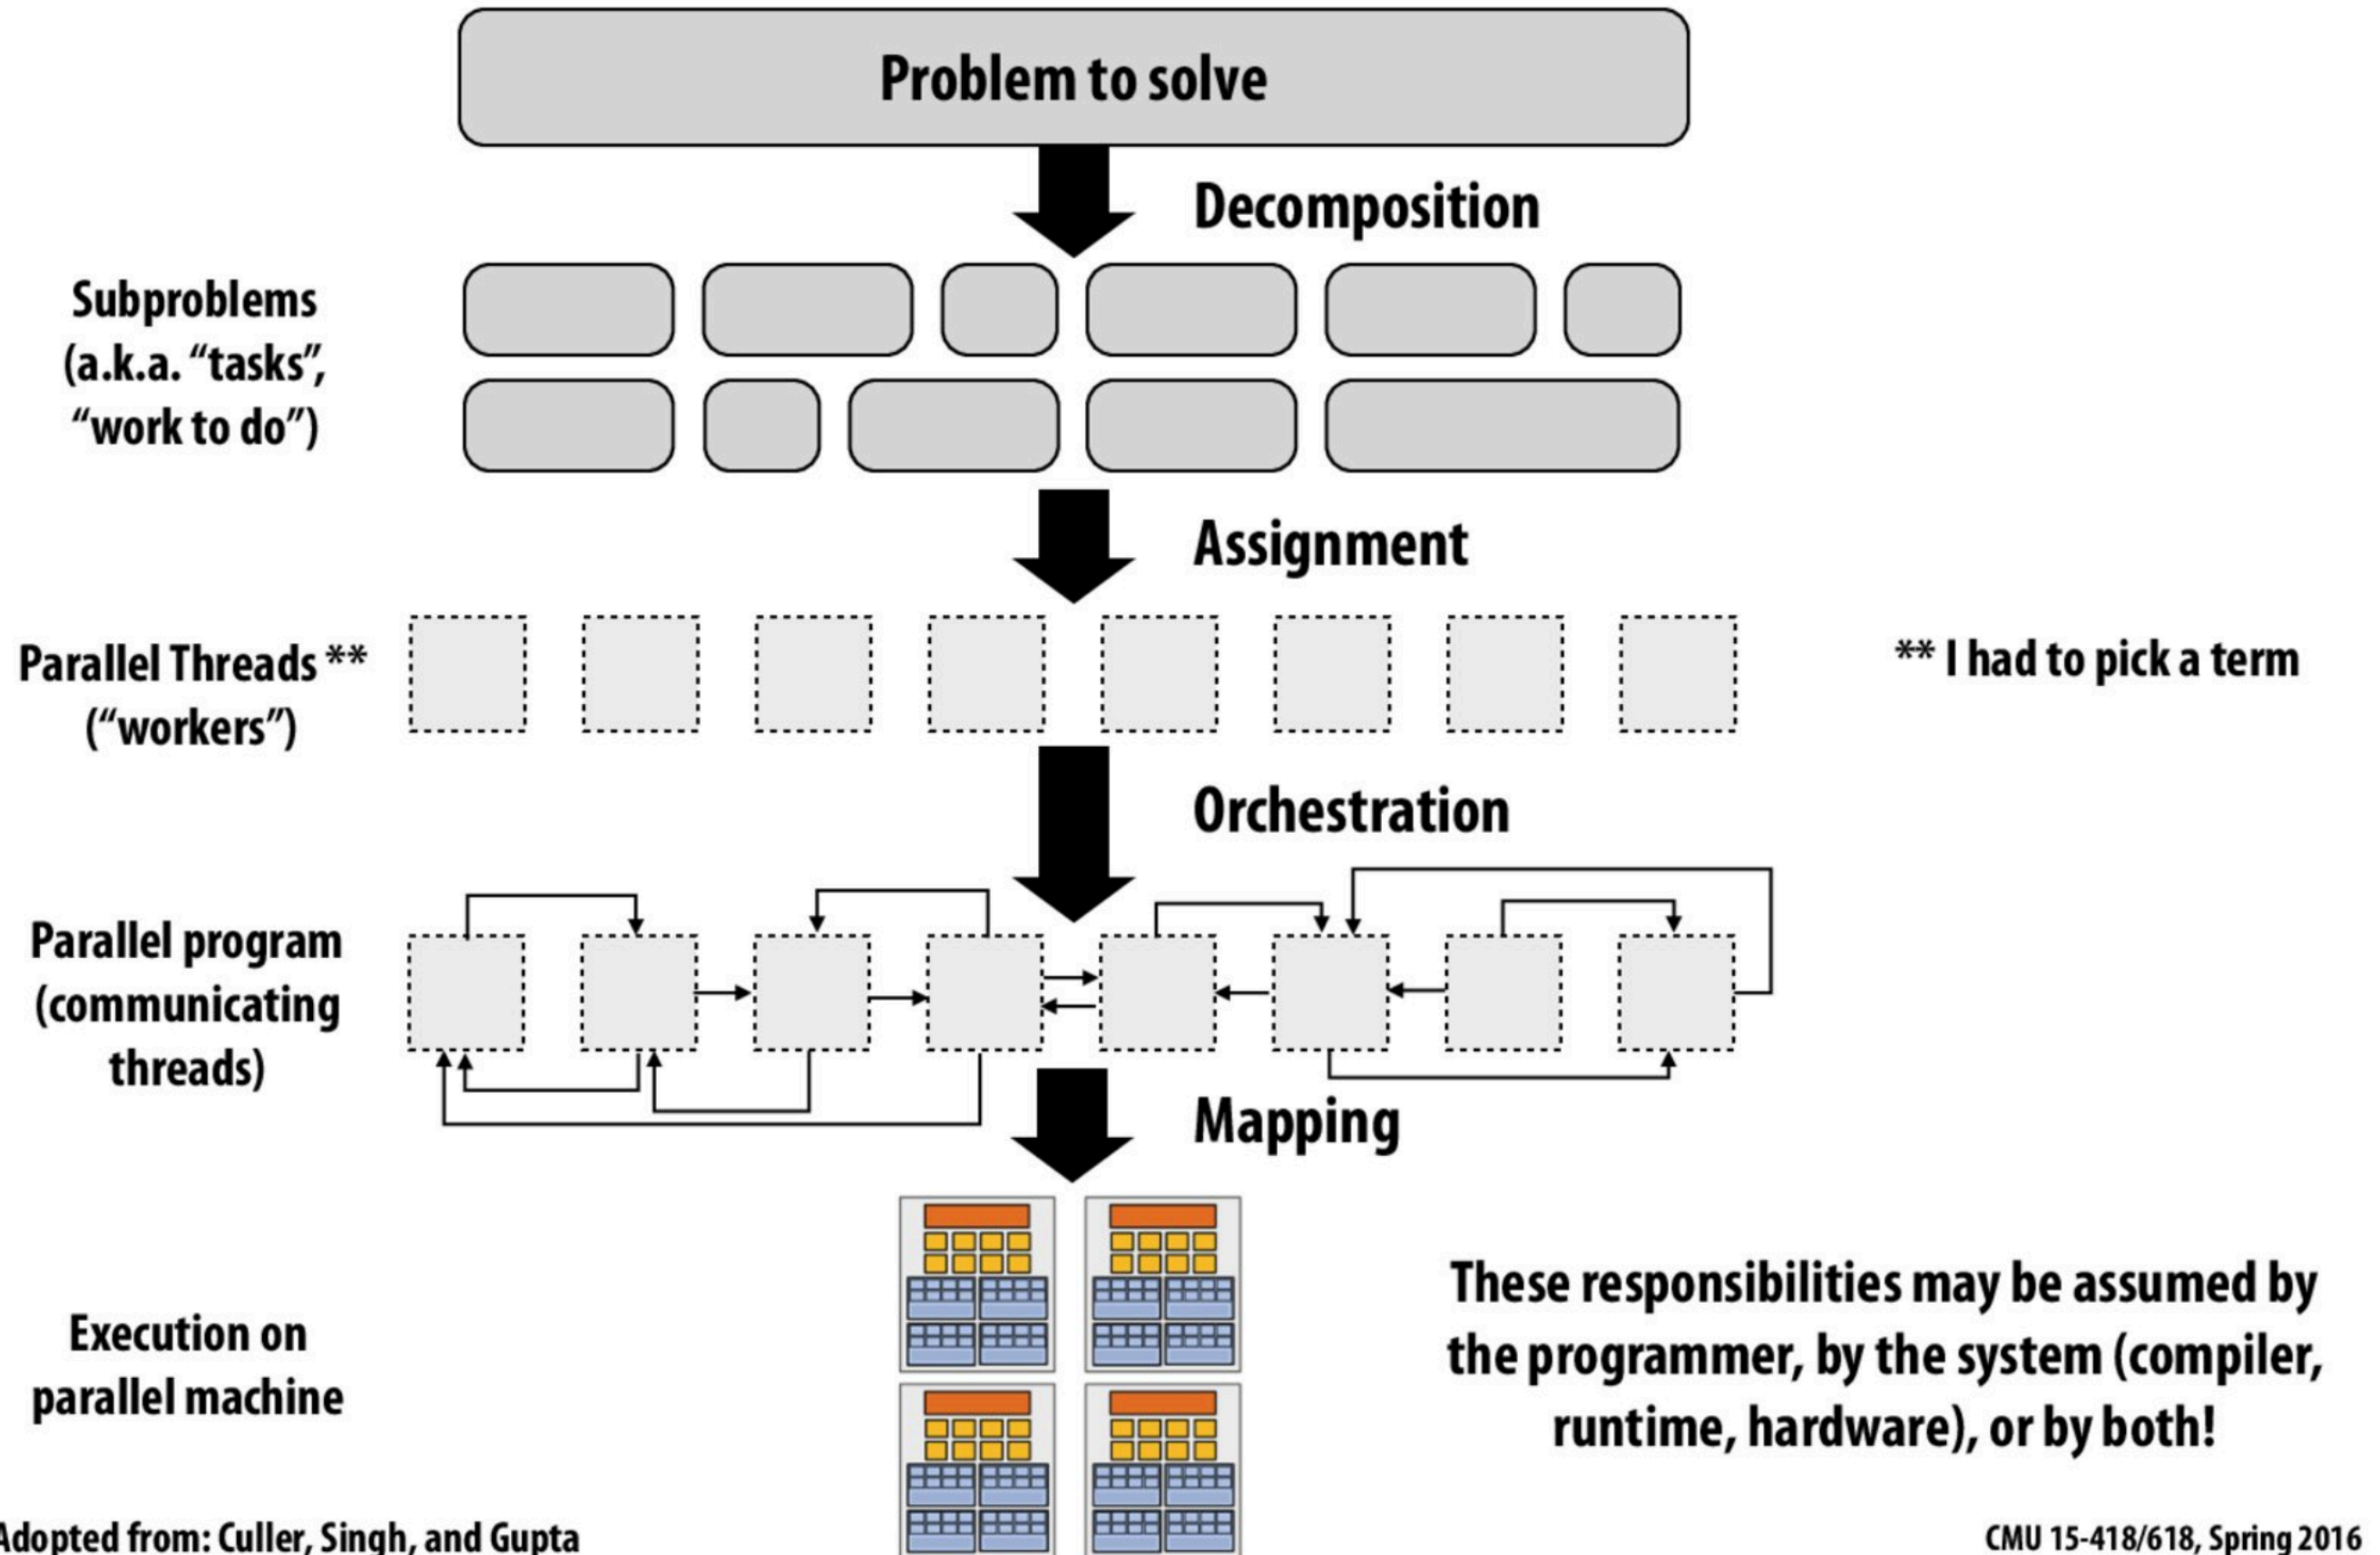 Problem to solve
Decomposition
Subproblems
(a.k.a. “tasks”,
“work to do”)
Assignment
Parallel Threads **
(“workers”)
** I had to pick a term
Orchestration
Parallel program
(communicating
threads)
Mapping
Execution on
parallel machine
These responsibilities may be assumed by
the programmer, by the system (compiler,
runtime, hardware), or by both!
Adopted from: Culler, Singh, and Gupta
CMU 15-418/618, Spring 2016